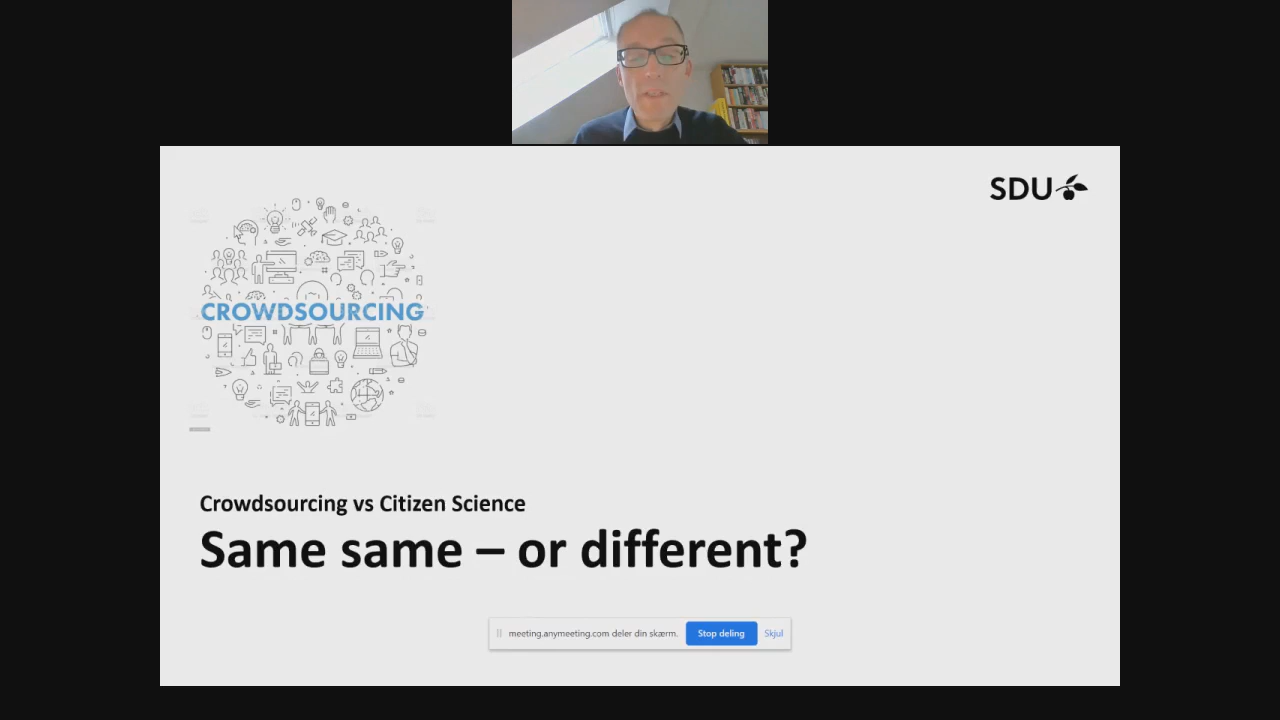 SDU
CROWDSOURCING
Crowdsourcing vs Citizen Science
Same same – or different?
meeting.anymeeting.com deler din skærm.
Stop deling
Skjul